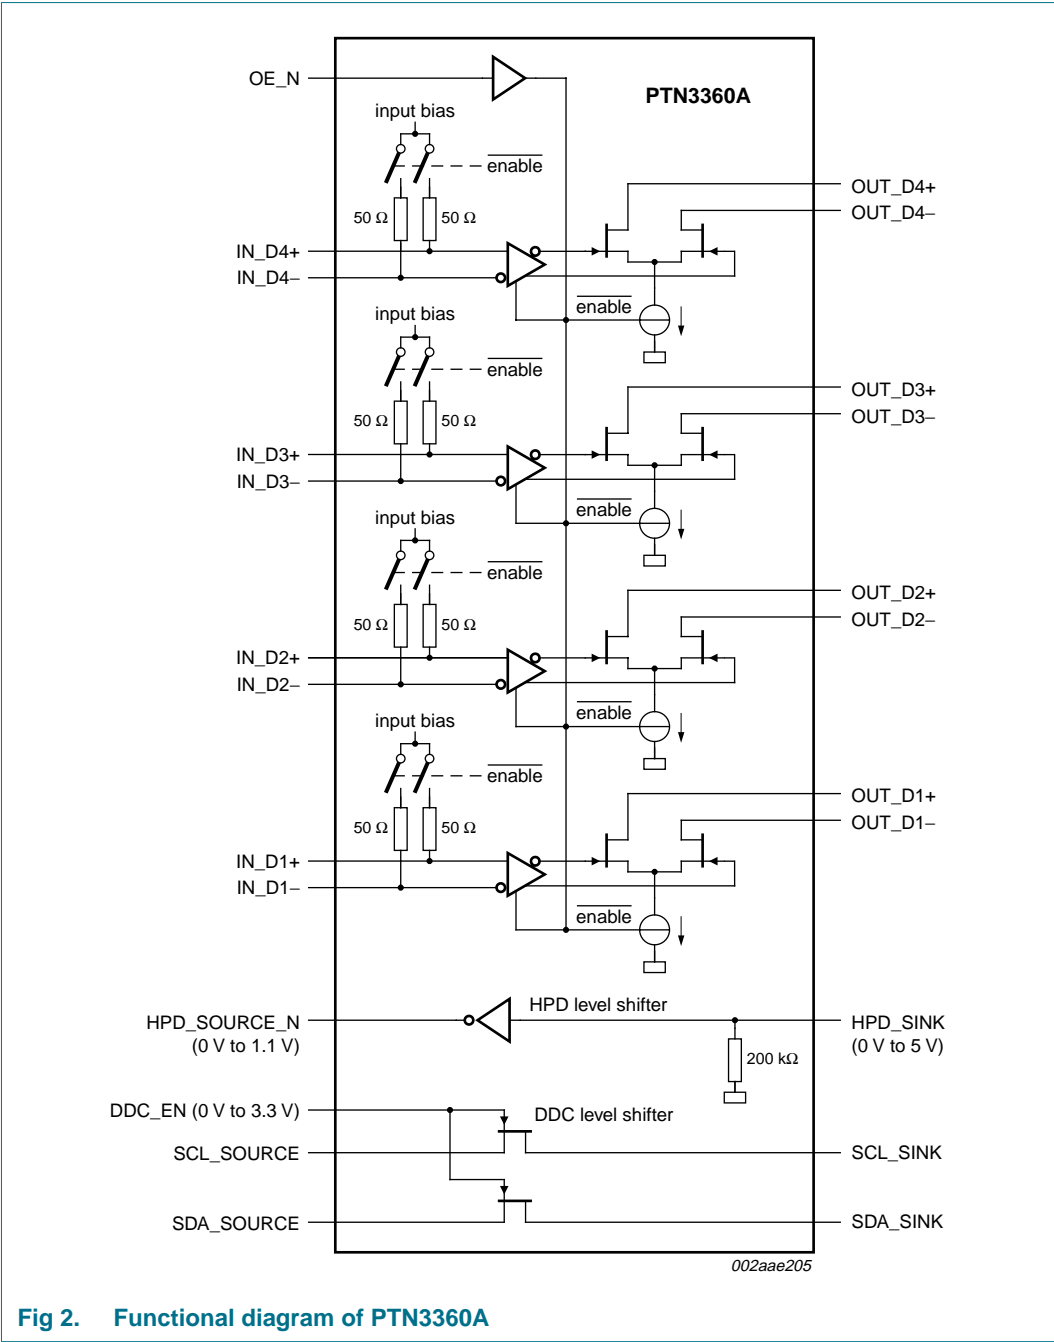 OE_N
PTN3360A
input bias
enable
OUT_D4+
OUT_D4−
50 Ω
50 Ω
IN_D4+
IN_D4−
enable
input bias
enable
OUT_D3+
OUT_D3−
50 Ω
50 Ω
IN_D3+
IN_D3−
enable
input bias
enable
OUT_D2+
OUT_D2−
50 Ω
50 Ω
IN_D2+
IN_D2−
enable
input bias
enable
OUT_D1+
OUT_D1−
50 Ω
50 Ω
IN_D1+
IN_D1−
enable
HPD level shifter
HPD_SOURCE_N
(0 V to 1.1 V)
HPD_SINK
(0 V to 5 V)
200 kΩ
DDC_EN (0 V to 3.3 V)
DDC level shifter
SCL_SOURCE
SCL_SINK
SDA_SOURCE
SDA_SINK
002aae205
Fig 2. Functional diagram of PTN3360A